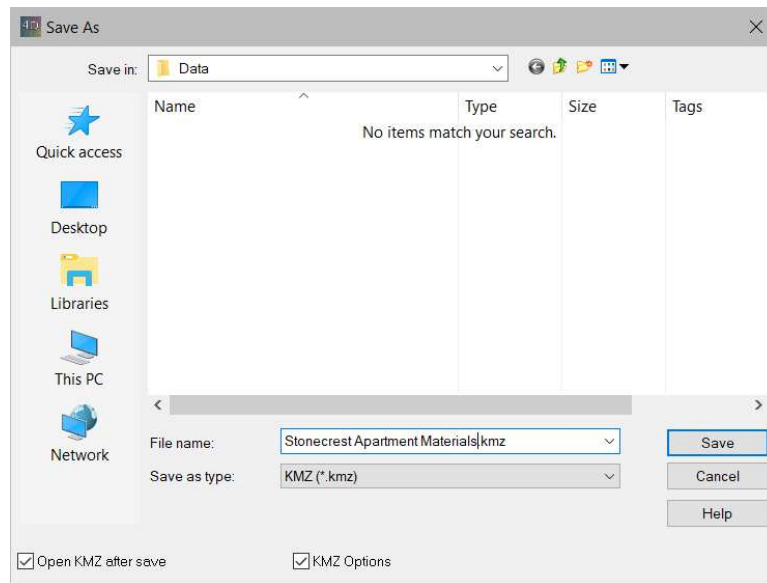 4D Save As
Save in: Data
Name Type Size Tags
No items match your search.
Quick access
Desktop
Libraries
This PC
Network
File name: Stonecrest Apartment Materials.kmz Save
Save as type: KMZ (*.kmz) Cancel
Help
Open KMZ after save KMZ Options